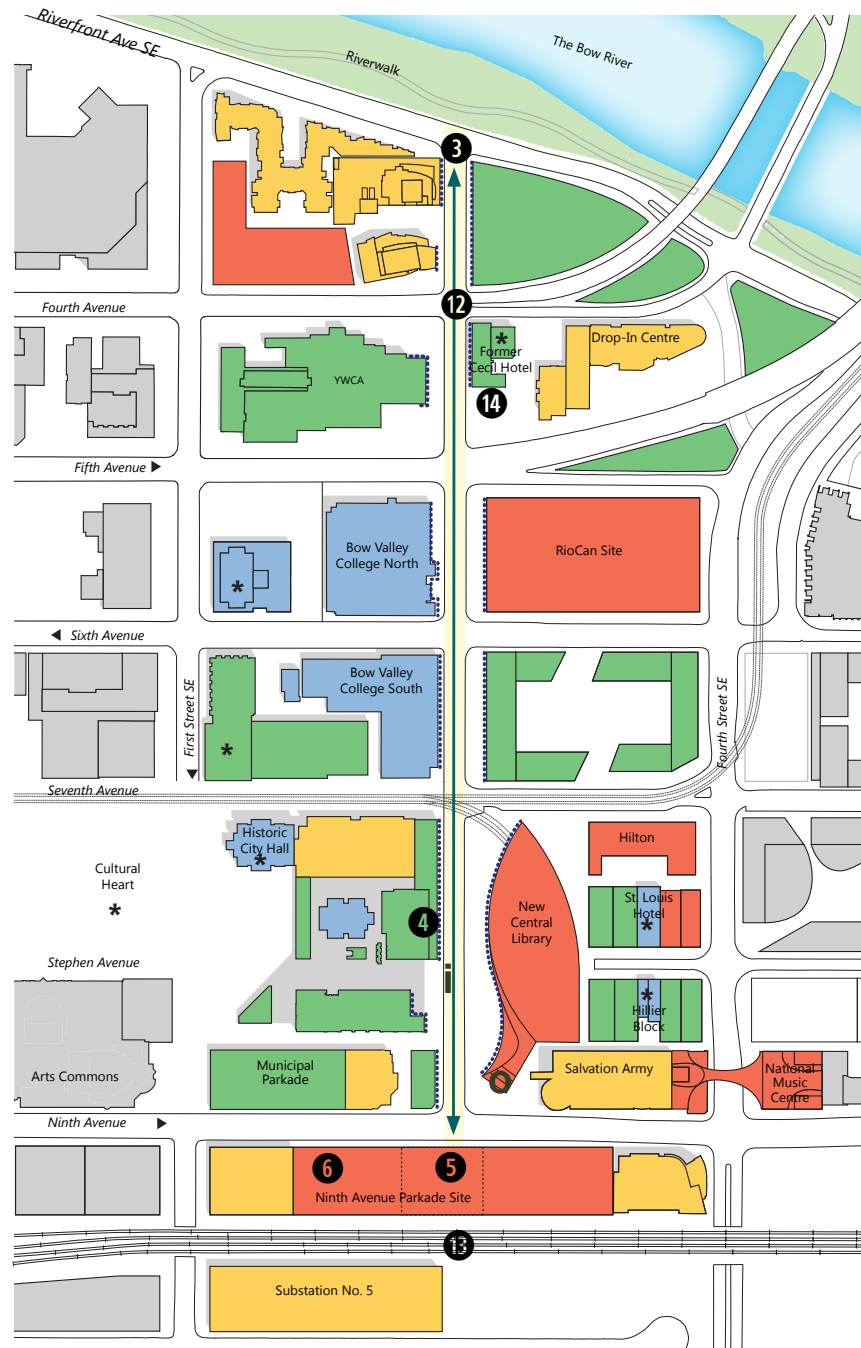 Riverfront Ave SE
Riverwalk
The Bow River
3
Fourth Avenue
12
Drop-In Centre
*
Former
Cecil Hotel
14
YWCA
Fifth Avenue ▶
Bow Valley
College North
*
RioCan Site
◀ Sixth Avenue
First Street SE
▼
*
Bow Valley
College South
Fourth Street SE
Seventh Avenue
Historic
City Hall
*
Hilton
Cultural
Heart
*
4
New
Central
Library
St. Louis
Hotel
*
Stephen Avenue
i
*
Hillier
Block
Arts Commons
Municipal
Parkade
O
Salvation Army
National
Music
Centre
Ninth Avenue ▶
6
5
Ninth Avenue Parkade Site
13
Substation No. 5